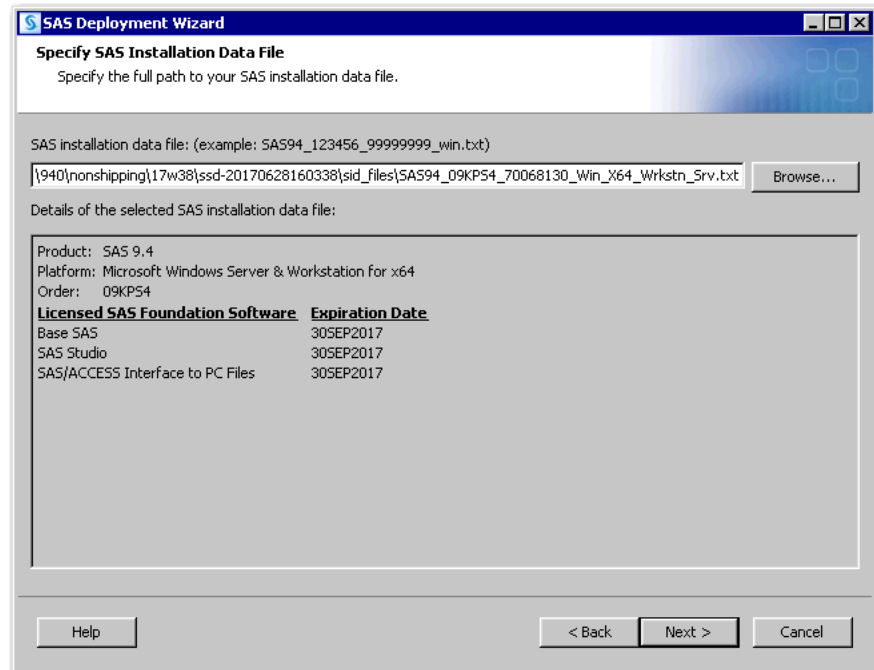 SAS Deployment Wizard
Specify SAS Installation Data File
Specify the full path to your SAS installation data file.
SAS installation data file: (example: SAS94_123456_99999999_win.txt)
\940\nonshipping\17w38\ssd-20170628160338\sid_files\SAS94_09KPS4_70068130_Win_X64_Wrkstn_Srv.txt Browse...
Details of the selected SAS installation data file:
Product: SAS 9.4
Platform: Microsoft Windows Server & Workstation for x64
Order: 09KPS4
Licensed SAS Foundation Software Expiration Date
Base SAS 30SEP2017
SAS Studio 30SEP2017
SAS/ACCESS Interface to PC Files 30SEP2017
Help < Back Next > Cancel